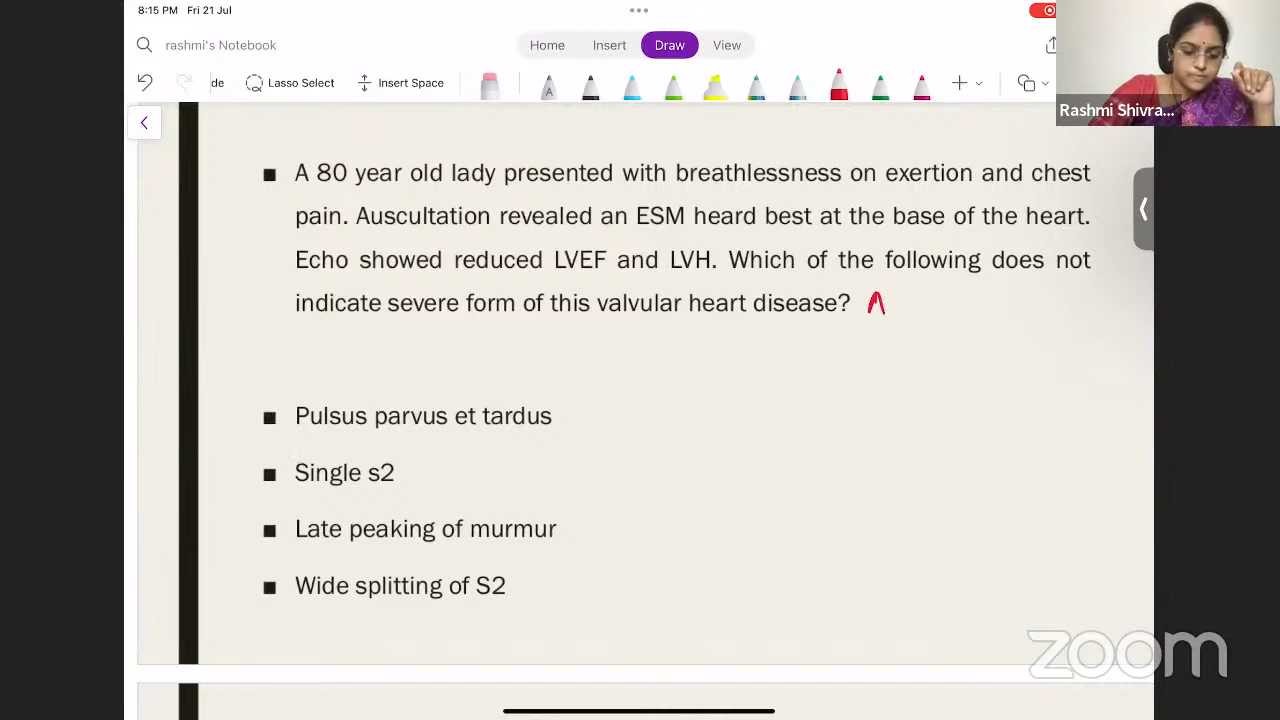 8:15 PM Fri 21 Jul
rashmi's Notebook
Home Insert Draw View
de Lasso Select Insert Space
A
Rashmi Shivra...
■ A 80 year old lady presented with breathlessness on exertion and chest
pain. Auscultation revealed an ESM heard best at the base of the heart.
Echo showed reduced LVEF and LVH. Which of the following does not
indicate severe form of this valvular heart disease?
■ Pulsus parvus et tardus
■ Single s2
■ Late peaking of murmur
■ Wide splitting of S2
zoom